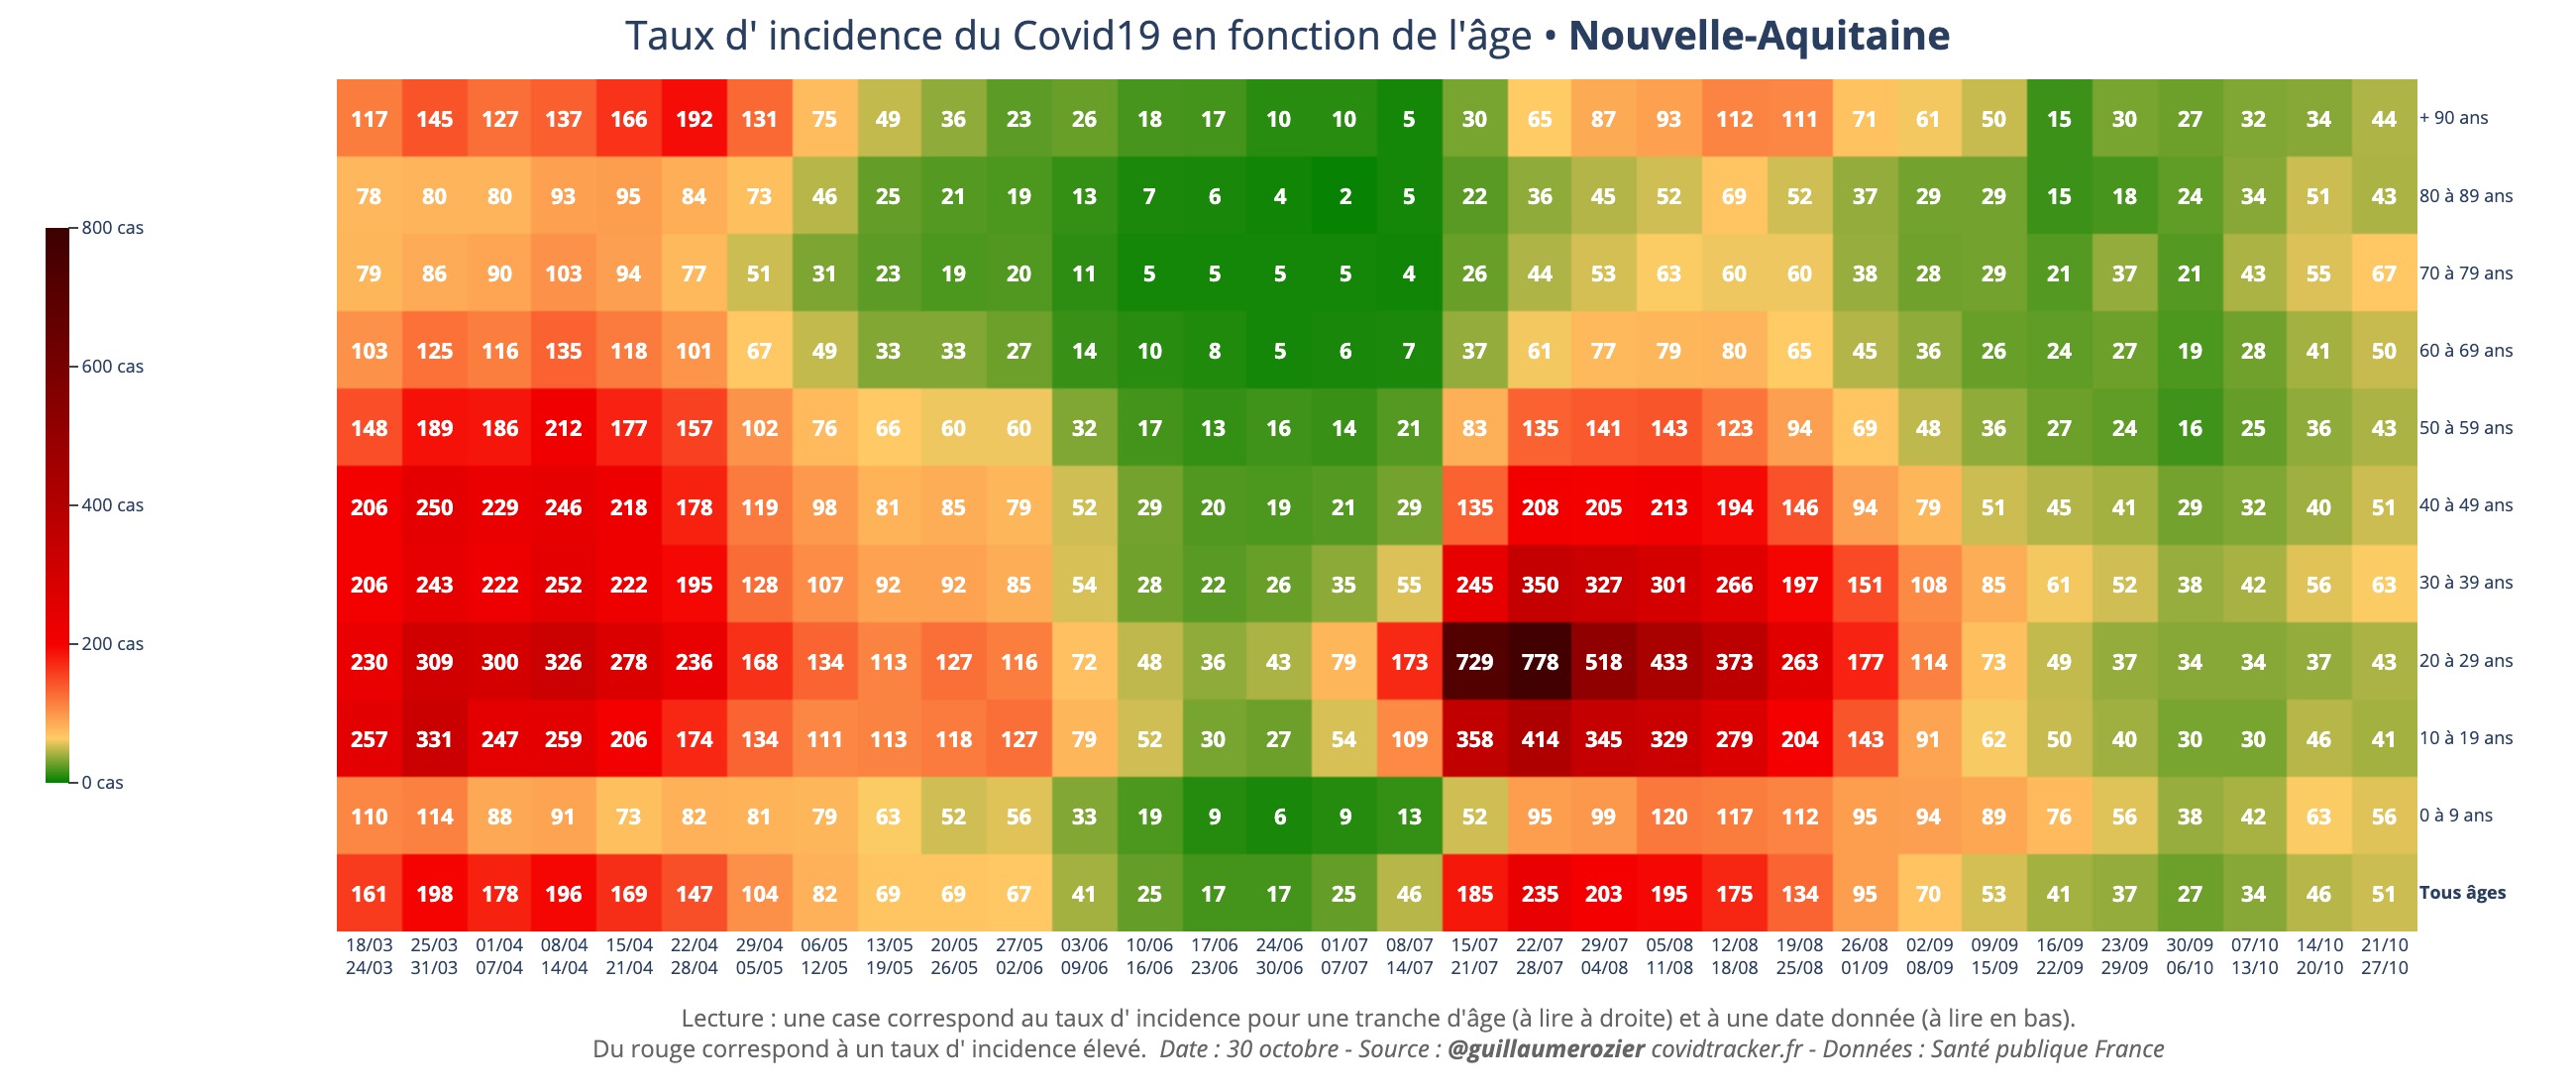 Taux d' incidence du Covid19 en fonction de l'âge • Nouvelle-Aquitaine
800 cas
600 cas
400 cas
200 cas
0 cas
117 145 127 137 166 192 131 75 49 36 23 26 18 17 10 10 5 30 65 87 93 112 111 71 61 50 15 30 27 32 34 44 + 90 ans
78 80 80 93 95 84 73 46 25 21 19 13 7 6 4 2 5 22 36 45 52 69 52 37 29 29 15 18 24 34 51 43 80 à 89 ans
79 86 90 103 94 77 51 31 23 19 20 11 5 5 5 5 4 26 44 53 63 60 60 38 28 29 21 37 21 43 55 67 70 à 79 ans
103 125 116 135 118 101 67 49 33 33 27 14 10 8 5 6 7 37 61 77 79 80 65 45 36 26 24 27 19 28 41 50 60 à 69 ans
148 189 186 212 177 157 102 76 66 60 60 32 17 13 16 14 21 83 135 141 143 123 94 69 48 36 27 24 16 25 36 43 50 à 59 ans
206 250 229 246 218 178 119 98 81 85 79 52 29 20 19 21 29 135 208 205 213 194 146 94 79 51 45 41 29 32 40 51 40 à 49 ans
206 243 222 252 222 195 128 107 92 92 85 54 28 22 26 35 55 245 350 327 301 266 197 151 108 85 61 52 38 42 56 63 30 à 39 ans
230 309 300 326 278 236 168 134 113 127 116 72 48 36 43 79 173 729 778 518 433 373 263 177 114 73 49 37 34 34 37 43 20 à 29 ans
257 331 247 259 206 174 134 111 113 118 127 79 52 30 27 54 109 358 414 345 329 279 204 143 91 62 50 40 30 30 46 41 10 à 19 ans
110 114 88 91 73 82 81 79 63 52 56 33 19 9 6 9 13 52 95 99 120 117 112 95 94 89 76 56 38 42 63 56 0 à 9 ans
161 198 178 196 169 147 104 82 69 69 67 41 25 17 17 25 46 185 235 203 195 175 134 95 70 53 41 37 27 34 46 51 Tous âges
18/03 25/03 01/04 08/04 15/04 22/04 29/04 06/05 13/05 20/05 27/05 03/06 10/06 17/06 24/06 01/07 08/07 15/07 22/07 29/07 05/08 12/08 19/08 26/08 02/09 09/09 16/09 23/09 30/09 07/10 14/10 21/10
24/03 31/03 07/04 14/04 21/04 28/04 05/05 12/05 19/05 26/05 02/06 09/06 16/06 23/06 30/06 07/07 14/07 21/07 28/07 04/08 11/08 18/08 25/08 01/09 08/09 15/09 22/09 29/09 06/10 13/10 20/10 27/10
Lecture : une case correspond au taux d' incidence pour une tranche d'âge (à lire à droite) et à une date donnée (à lire en bas).
Du rouge correspond à un taux d' incidence élevé. Date : 30 octobre - Source : @guillaumerozier covidtracker.fr - Données : Santé publique France